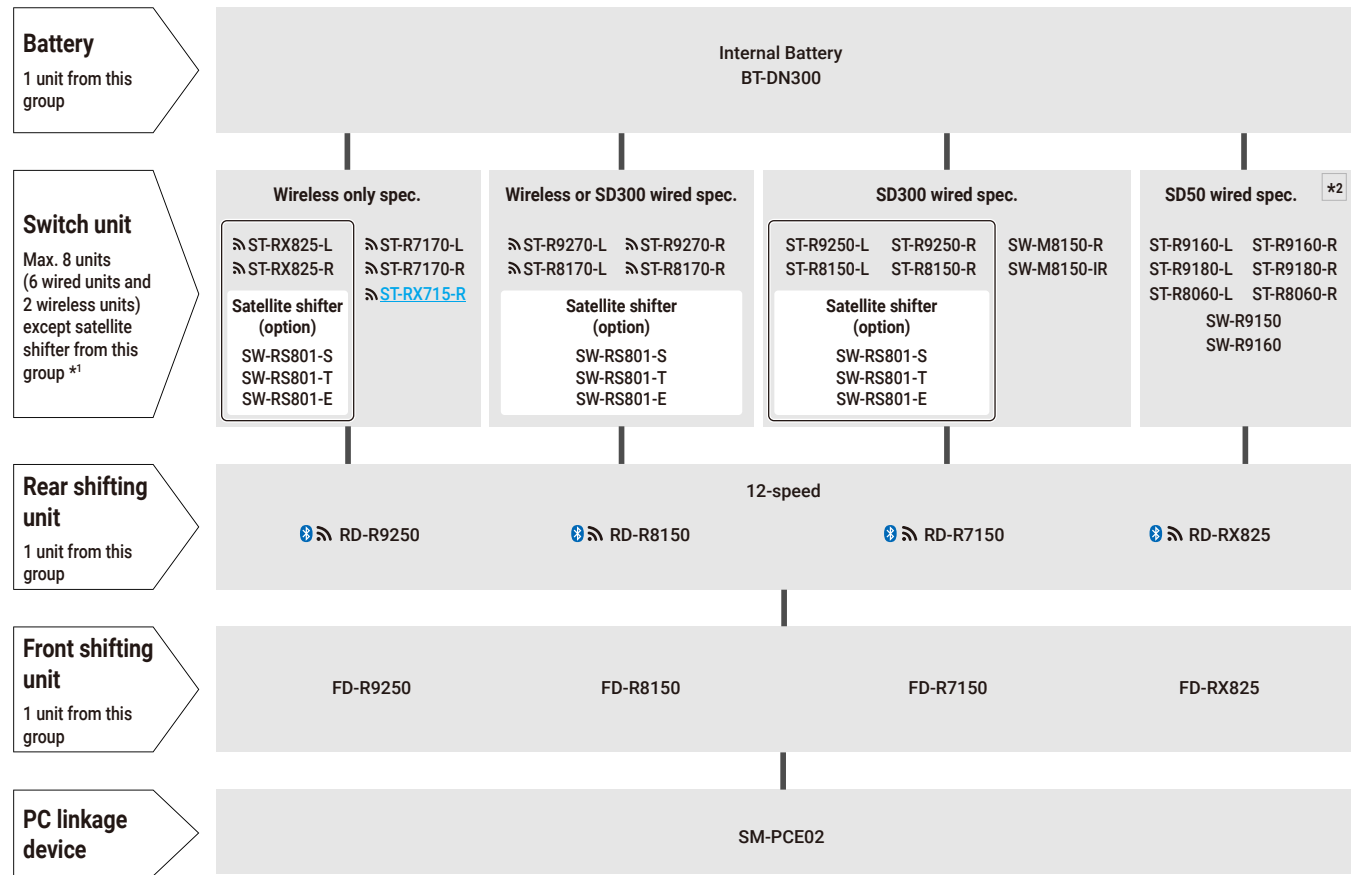 Battery
1 unit from this
group
Internal Battery
BT-DN300
Switch unit
Max. 8 units
(6 wired units and
2 wireless units)
except satellite
shifter from this
group *1
Wireless only spec.
ST-RX825-L
ST-RX825-R
ST-R7170-L
ST-R7170-R
ST-RX715-R
Satellite shifter
(option)
SW-RS801-S
SW-RS801-T
SW-RS801-E
Wireless or SD300 wired spec.
ST-R9270-L ST-R9270-R
ST-R8170-L ST-R8170-R
Satellite shifter
(option)
SW-RS801-S
SW-RS801-T
SW-RS801-E
SD300 wired spec.
ST-R9250-L ST-R9250-R
ST-R8150-L ST-R8150-R
Satellite shifter
(option)
SW-RS801-S
SW-RS801-T
SW-RS801-E
SW-M8150-R
SW-M8150-IR
SD50 wired spec. *2
ST-R9160-L ST-R9160-R
ST-R9180-L ST-R9180-R
ST-R8060-L ST-R8060-R
SW-R9150
SW-R9160
Rear shifting
unit
1 unit from this
group
12-speed
RD-R9250 RD-R8150 RD-R7150 RD-RX825
Front shifting
unit
1 unit from this
group
FD-R9250 FD-R8150 FD-R7150 FD-RX825
PC linkage
device
SM-PCE02